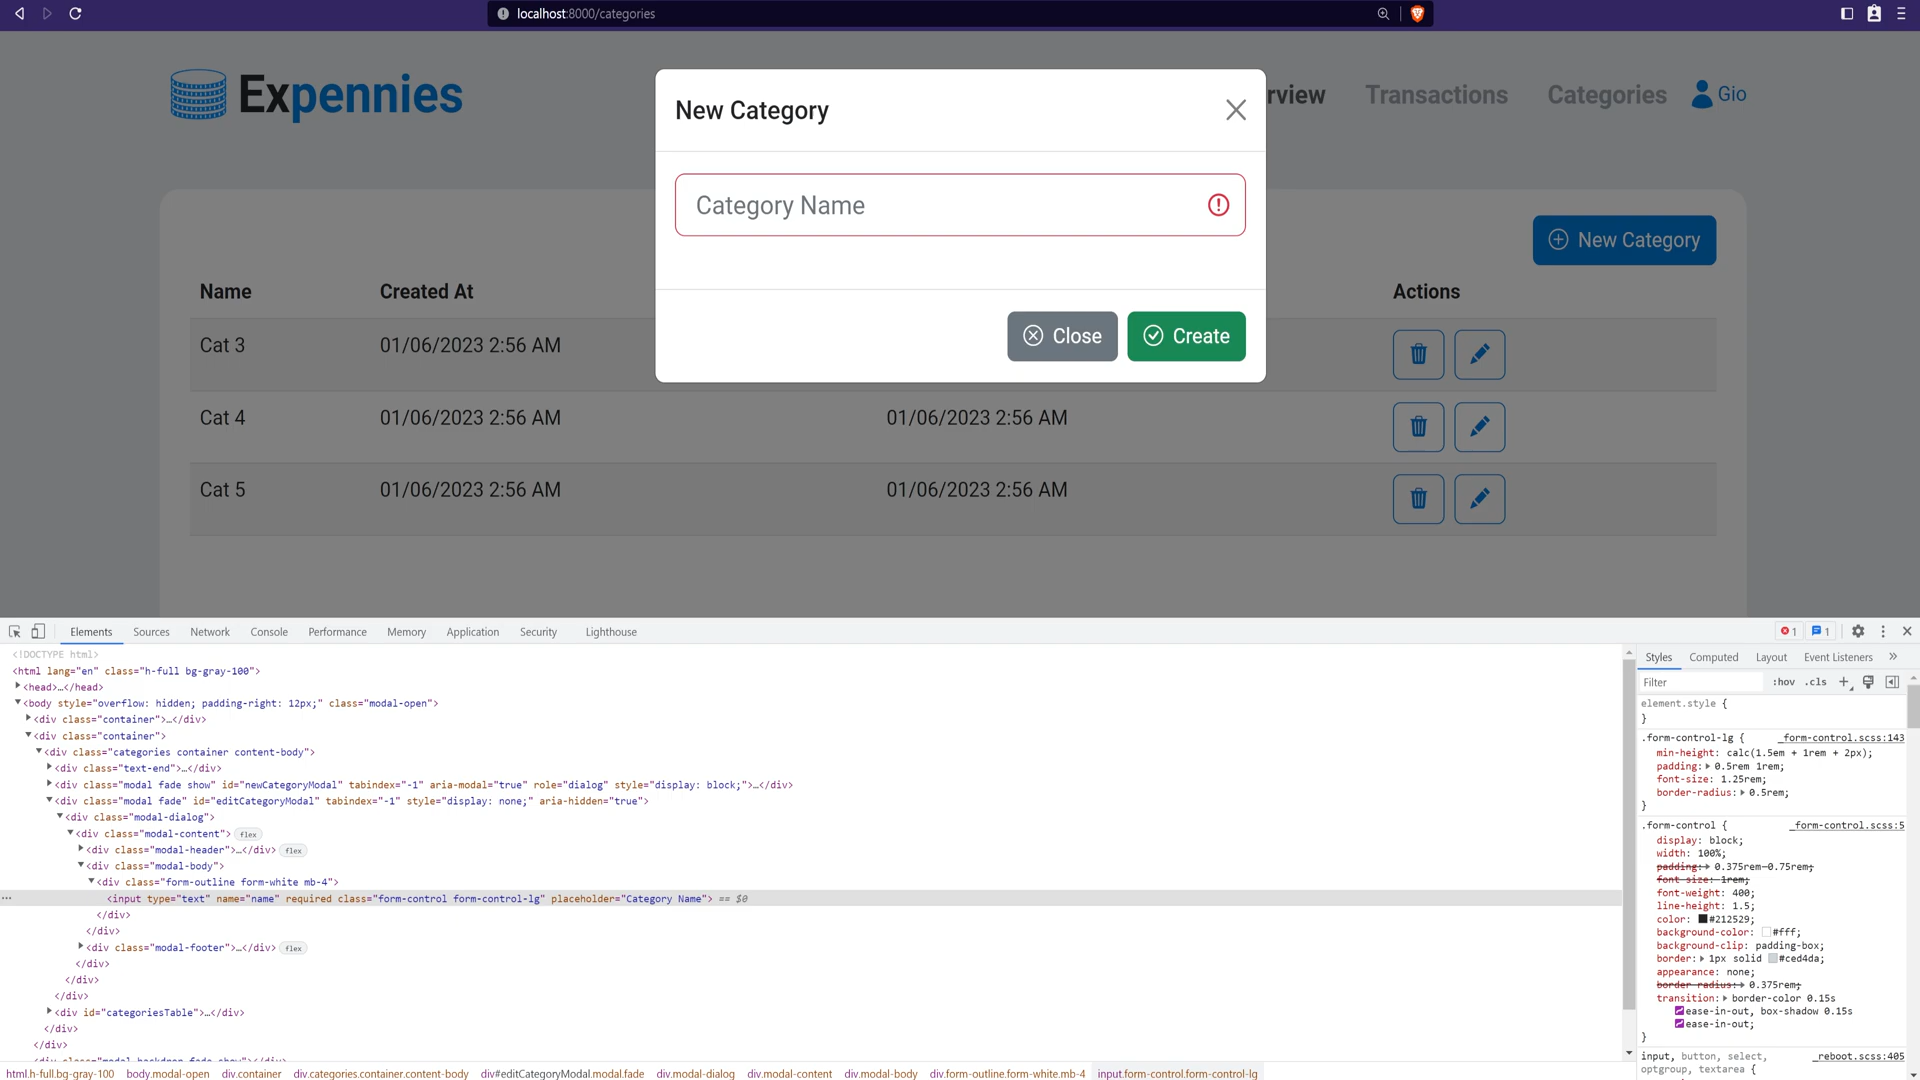 localhost:8000/categories
Expennies
New Category
rview
Transactions
Categories
Gio
Category Name
New Category
Name
Created At
Actions
Close
Create
Cat 3
01/06/2023 2:56 AM
Cat 4
01/06/2023 2:56 AM
01/06/2023 2:56 AM
Cat 5
01/06/2023 2:56 AM
01/06/2023 2:56 AM
Elements
Sources
Network
Console
Performance
Memory
Application
Security
Lighthouse
1
1
<!DOCTYPE html>
<html lang="en" class="h-full bg-gray-100">
<head>…</head>
<body style="overflow: hidden; padding-right: 12px;" class="modal-open">
<div class="container">…</div>
<div class="container">
<div class="categories container content-body">
<div class="text-end">…</div>
<div class="modal fade show" id="newCategoryModal" tabindex="-1" aria-modal="true" role="dialog" style="display: block;">…</div>
<div class="modal fade" id="editCategoryModal" tabindex="-1" style="display: none;" aria-hidden="true">
<div class="modal-dialog">
<div class="modal-content"> flex
<div class="modal-header">…</div> flex
<div class="modal-body">
<div class="form-outline form-white mb-4">
<input type="text" name="name" required class="form-control form-control-lg" placeholder="Category Name"> == $0
</div>
</div>
<div class="modal-footer">…</div> flex
</div>
</div>
</div>
<div id="categoriesTable">…</div>
</div>
</div>
<div class="modal-backdrop fade show"></div>
html.h-full.bg-gray-100 body.modal-open div.container div.categories.container.content-body div#editCategoryModal.modal.fade div.modal-dialog div.modal-content div.modal-body div.form-outline.form-white.mb-4 input.form-control.form-control-lg
Styles
Computed
Layout
Event Listeners
Filter
:hov .cls
element.style {
}
.form-control-lg { _form-control.scss:143
min-height: calc(1.5em + 1rem + 2px);
padding: 0.5rem 1rem;
font-size: 1.25rem;
border-radius: 0.5rem;
}
.form-control { _form-control.scss:5
display: block;
width: 100%;
padding: 0.375rem 0.75rem;
font-size: 1rem;
font-weight: 400;
line-height: 1.5;
color: #212529;
background-color: #fff;
background-clip: padding-box;
border: 1px solid #ced4da;
appearance: none;
border-radius: 0.375rem;
transition: border-color 0.15s
ease-in-out, box-shadow 0.15s
ease-in-out;
}
input, button, select, _reboot.scss:405
optgroup, textarea {